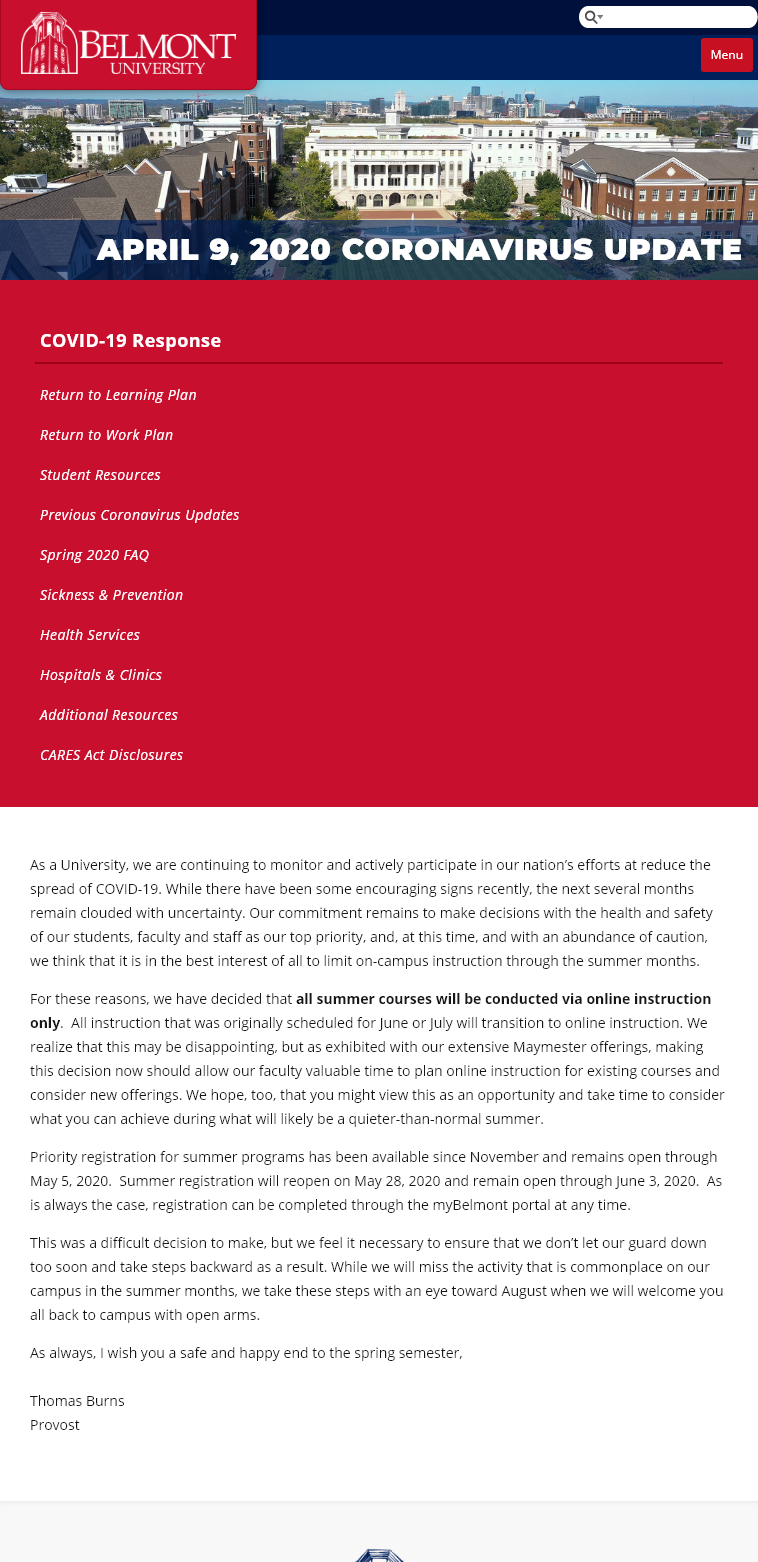 BELMONT
UNIVERSITY
Menu
APRIL 9, 2020 CORONAVIRUS UPDATE
COVID-19 Response
Return to Learning Plan
Return to Work Plan
Student Resources
Previous Coronavirus Updates
Spring 2020 FAQ
Sickness & Prevention
Health Services
Hospitals & Clinics
Additional Resources
CARES Act Disclosures
As a University, we are continuing to monitor and actively participate in our nation’s efforts at reduce the
spread of COVID-19. While there have been some encouraging signs recently, the next several months
remain clouded with uncertainty. Our commitment remains to make decisions with the health and safety
of our students, faculty and staff as our top priority, and, at this time, and with an abundance of caution,
we think that it is in the best interest of all to limit on-campus instruction through the summer months.
For these reasons, we have decided that all summer courses will be conducted via online instruction
only.  All instruction that was originally scheduled for June or July will transition to online instruction. We
realize that this may be disappointing, but as exhibited with our extensive Maymester offerings, making
this decision now should allow our faculty valuable time to plan online instruction for existing courses and
consider new offerings. We hope, too, that you might view this as an opportunity and take time to consider
what you can achieve during what will likely be a quieter-than-normal summer.
Priority registration for summer programs has been available since November and remains open through
May 5, 2020.  Summer registration will reopen on May 28, 2020 and remain open through June 3, 2020.  As
is always the case, registration can be completed through the myBelmont portal at any time.
This was a difficult decision to make, but we feel it necessary to ensure that we don’t let our guard down
too soon and take steps backward as a result. While we will miss the activity that is commonplace on our
campus in the summer months, we take these steps with an eye toward August when we will welcome you
all back to campus with open arms.
As always, I wish you a safe and happy end to the spring semester,
Thomas Burns
Provost